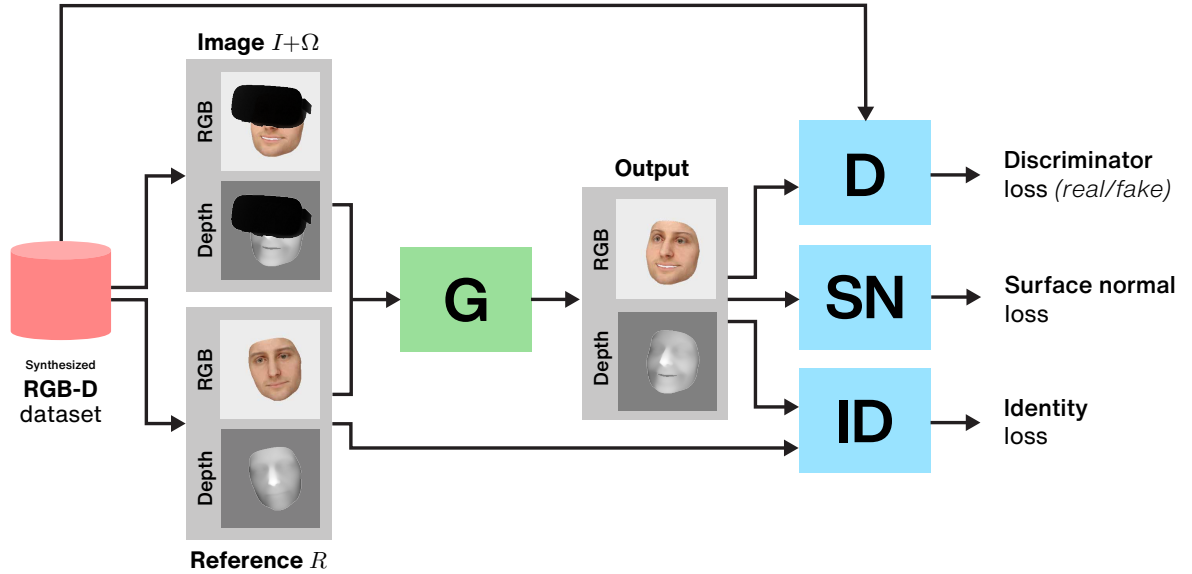 Image I+Ω
RGB
Depth
Synthesized
RGB-D
dataset
RGB
Depth
Reference R
G
Output
RGB
Depth
D
SN
ID
Discriminator
loss (real/fake)
Surface normal
loss
Identity
loss